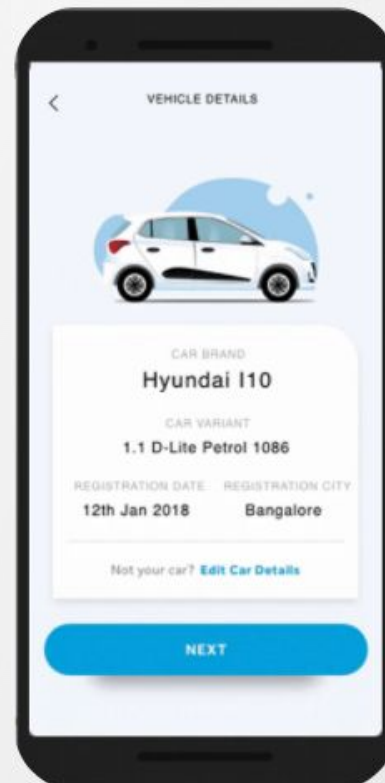 VEHICLE DETAILS
CAR BRAND
Hyundai I10
CAR VARIANT
1.1 D-Lite Petrol 1086
REGISTRATION DATE REGISTRATION CITY
12th Jan 2018 Bangalore
Not your car? Edit Car Details
NEXT